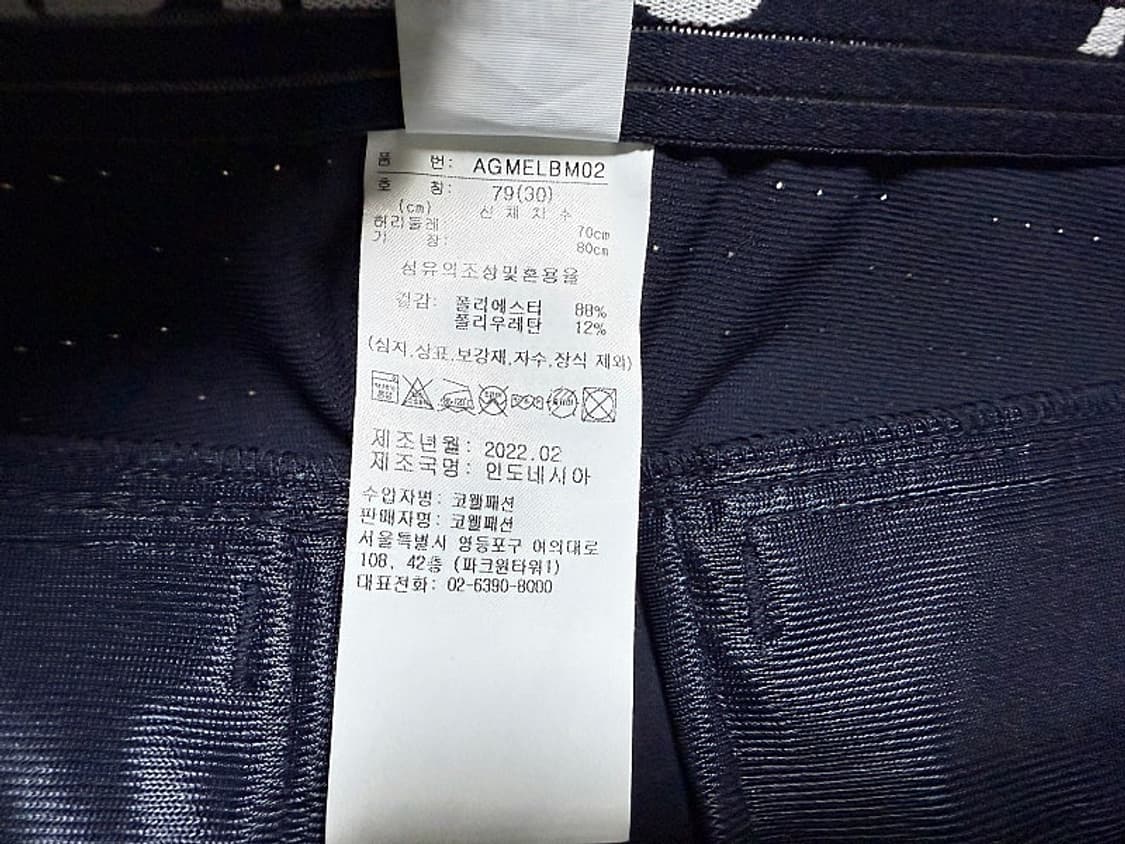 품 번: AGMELBM02
호 칭: 79(30)
(cm) 신체치수
허리둘레 70cm
기 장: 80cm
섬유의조성및혼용율
겉감: 폴리에스터 88%
폴리우레탄 12%
(심지,상표,보강재,자수,장식 제외)
제조년월: 2022.02
제조국명: 인도네시아
수입자명: 코웰패션
판매자명: 코웰패션
서울특별시 영등포구 여의대로
108, 42층 (파크원타워1)
대표전화: 02-6390-8000